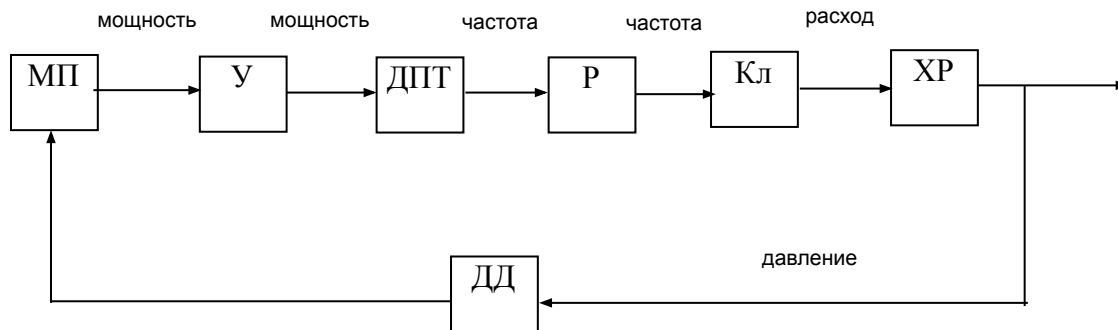 мощность
мощность
частота
частота
расход
МП
У
ДПТ
Р
Кл
ХР
давление
ДД